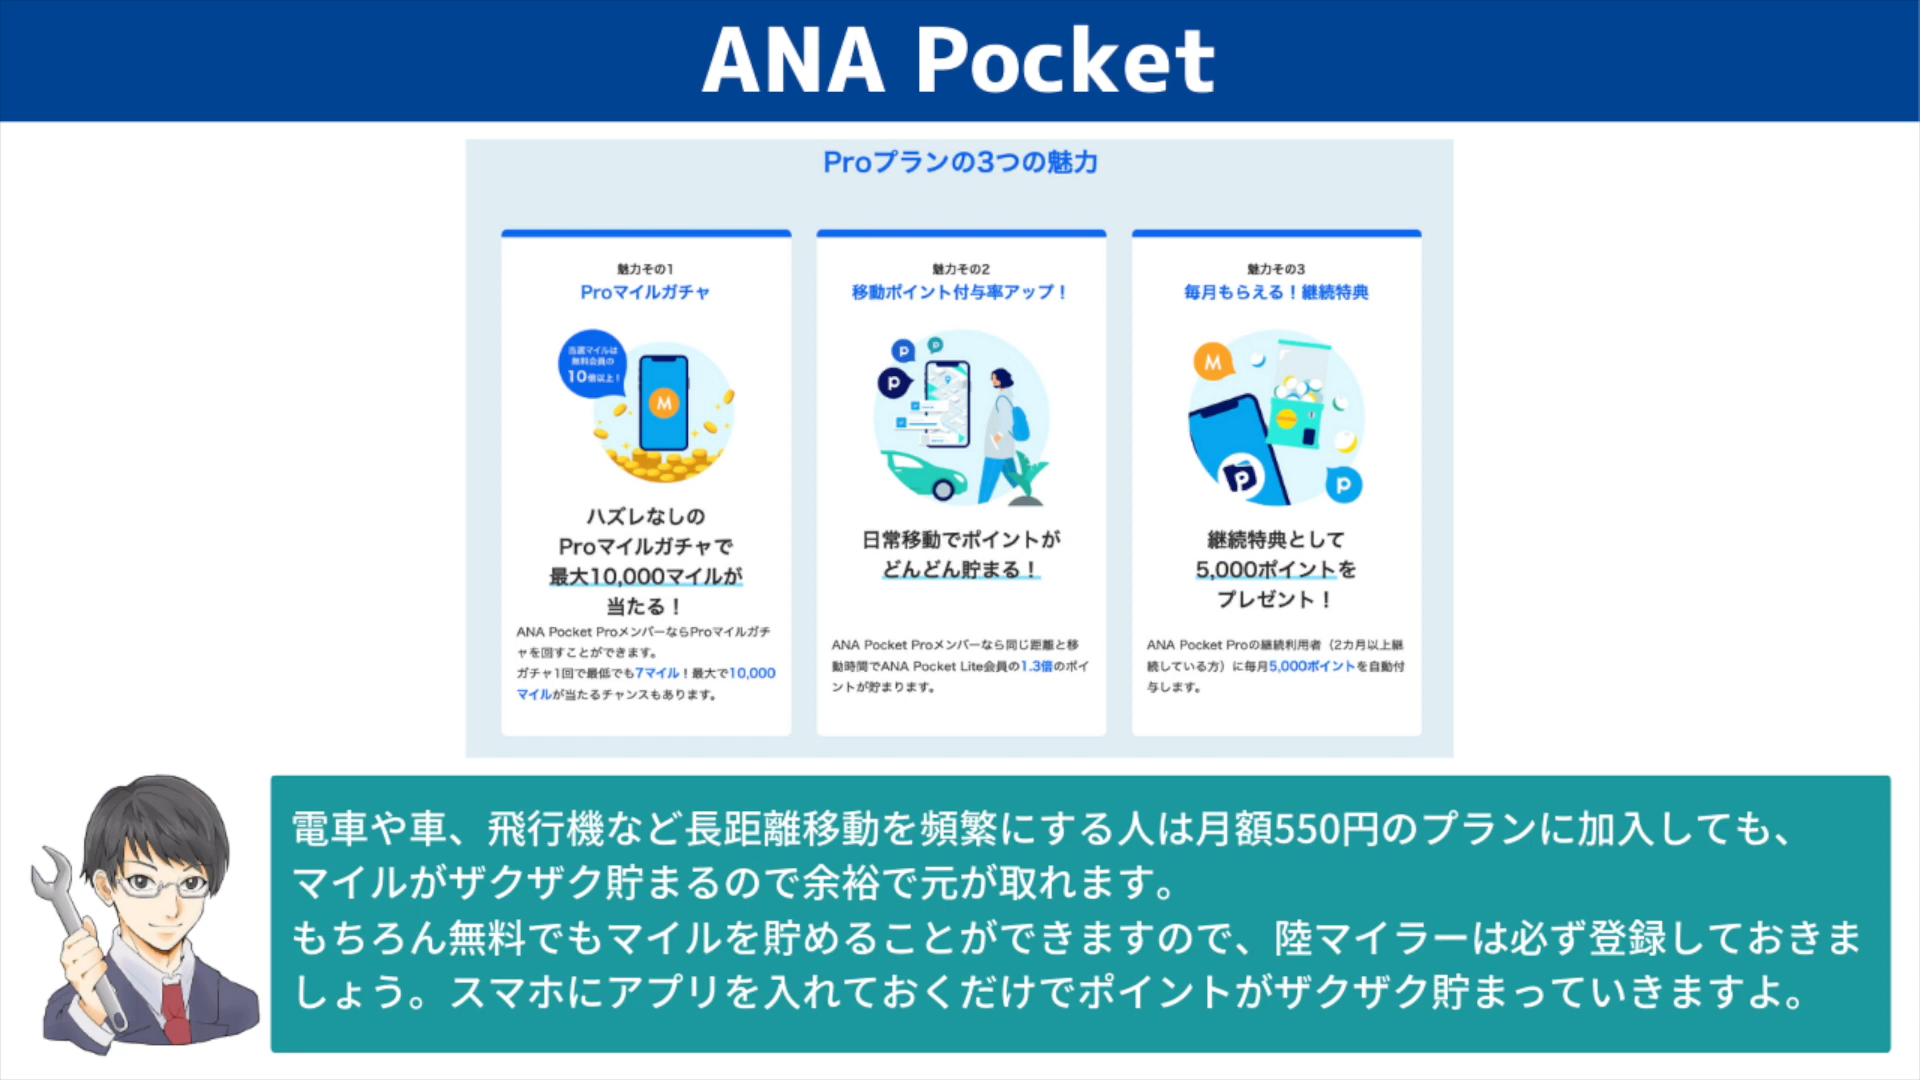 ANA Pocket
Proプランの3つの魅力
魅力その1
Proマイルガチャ
当選マイルは
無料会員の
10倍以上!
M
ハズレなしの
Proマイルガチャで
最大10,000マイルが
当たる！
ANA Pocket ProメンバーならProマイルガチ
ャを回すことができます。
ガチャ1回で最低でも7マイル！最大で10,000
マイルが当たるチャンスもあります。
魅力その2
移動ポイント付与率アップ！
P
P
P
日常移動でポイントが
どんどん貯まる！
ANA Pocket Proメンバーなら同じ距離と移
動時間でANA Pocket Lite会員の1.3倍のポイ
ントが貯まります。
魅力その3
毎月もらえる！継続特典
M
P
P
継続特典として
5,000ポイントを
プレゼント！
ANA Pocket Proの継続利用者（2カ月以上継
続している方）に毎月5,000ポイントを自動付
与します。
電車や車、飛行機など長距離移動を頻繁にする人は月額550円のプランに加入しても、
マイルがザクザク貯まるので余裕で元が取れます。
もちろん無料でもマイルを貯めることができますので、陸マイラーは必ず登録しておきま
しょう。スマホにアプリを入れておくだけでポイントがザクザク貯まっていきますよ。